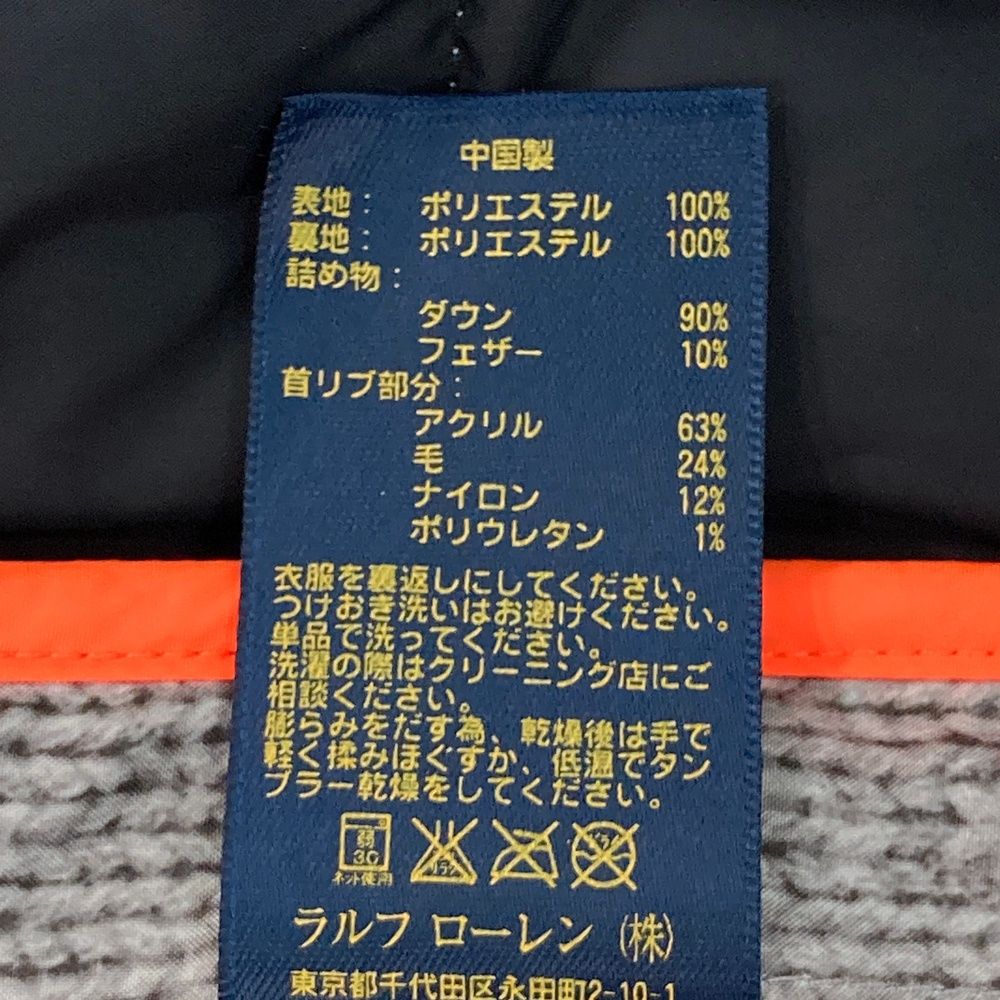 中国製
表地: ポリエステル 100%
裏地: ポリエステル 100%
詰め物:
ダウン 90%
フェザー 10%
首リブ部分:
アクリル 63%
毛 24%
ナイロン 12%
ポリウレタン 1%
衣服を裏返しにしてください。
つけおき洗いはお避けください。
単品で洗ってください。
洗濯の際はクリーニング店にご
相談ください。
膨らみをだす為、乾燥後は手で
軽く揉みほぐすか、低温でタン
ブラー乾燥をしてください。
弱
30
ネット使用
エンソ
サラシ
ドライ
ラルフ ローレン (株)
東京都千代田区永田町2-10-1